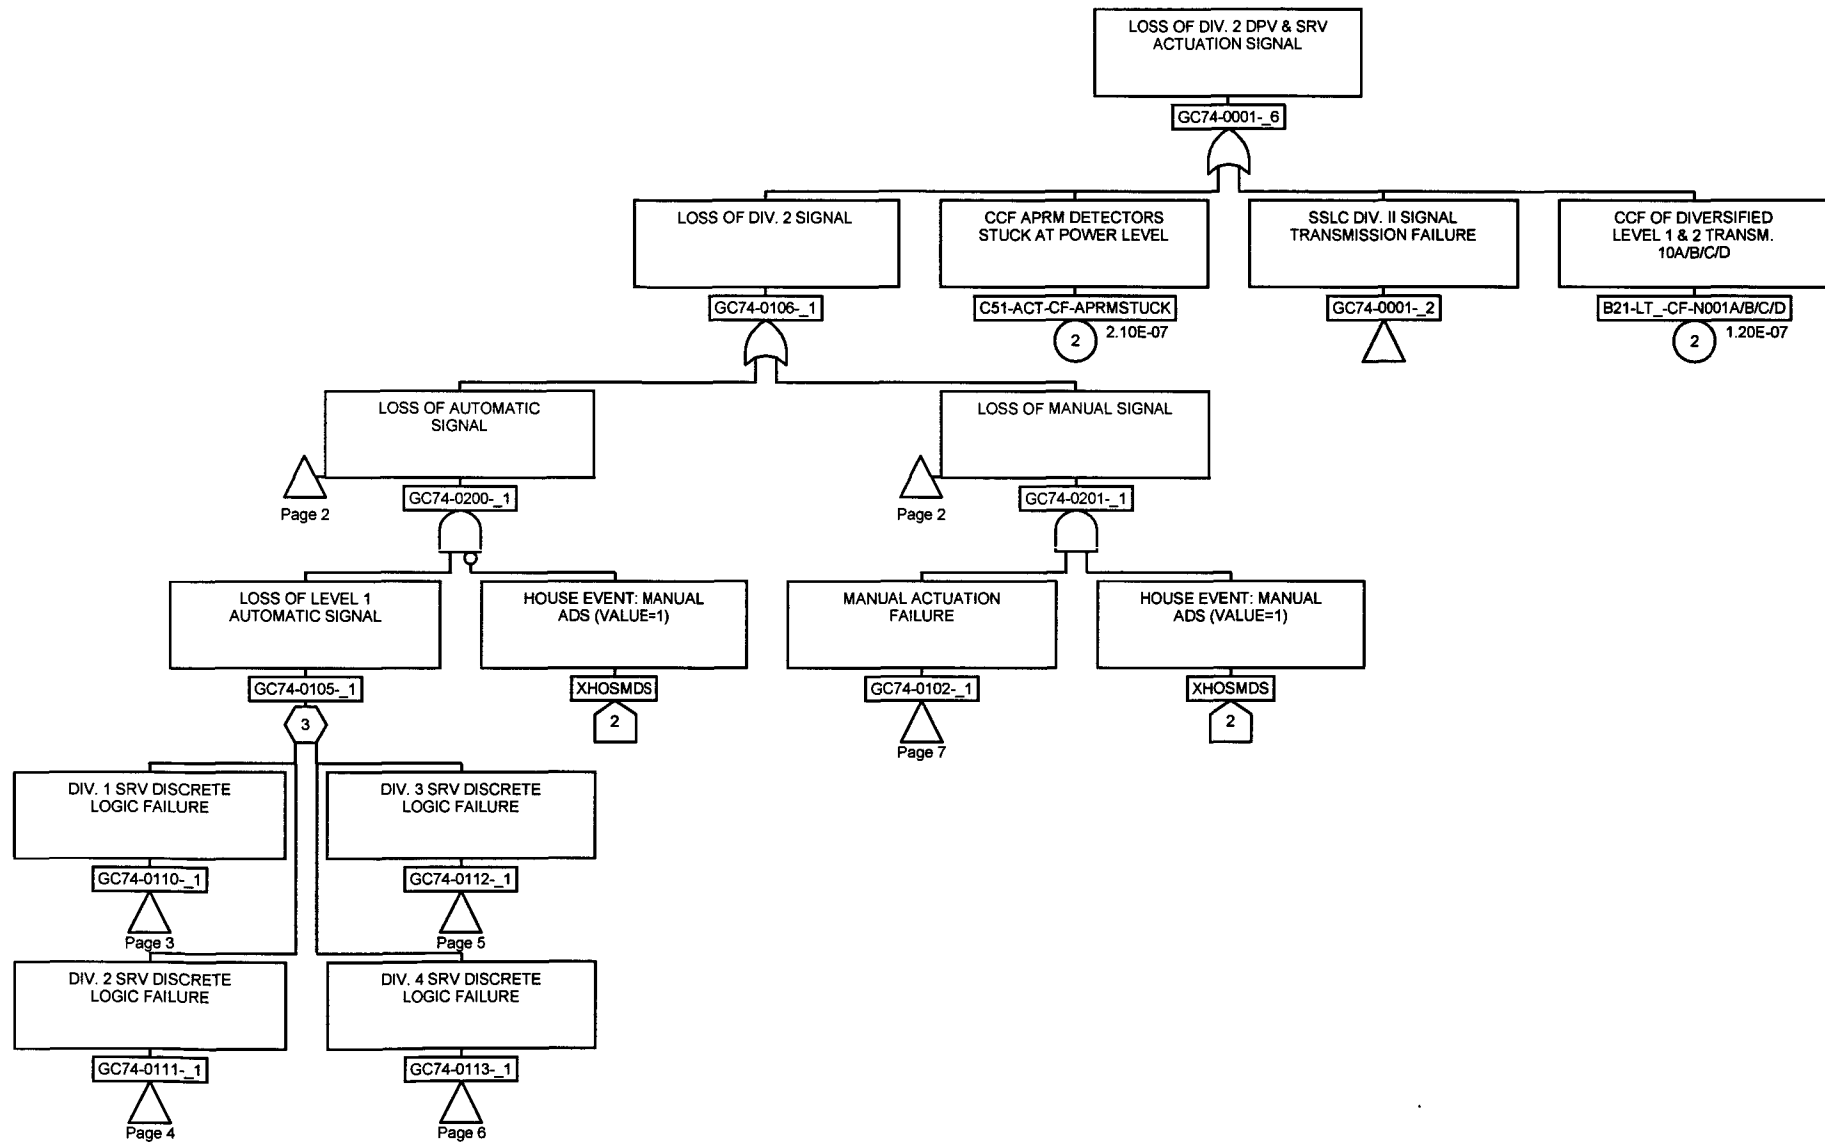 LOSS OF DIV. 2 DPV & SRV
ACTUATION SIGNAL
GC74-0001-_6
LOSS OF DIV. 2 SIGNAL
GC74-0106-_1
CCF APRM DETECTORS
STUCK AT POWER LEVEL
C51-ACT-CF-APRMSTUCK
2
2.10E-07
SSLC DIV. II SIGNAL
TRANSMISSION FAILURE
GC74-0001-_2
CCF OF DIVERSIFIED
LEVEL 1 & 2 TRANSM.
10A/B/C/D
B21-LT_-CF-N001A/B/C/D
2
1.20E-07
LOSS OF AUTOMATIC
SIGNAL
Page 2
GC74-0200-_1
LOSS OF MANUAL SIGNAL
Page 2
GC74-0201-_1
LOSS OF LEVEL 1
AUTOMATIC SIGNAL
GC74-0105-_1
3
HOUSE EVENT: MANUAL
ADS (VALUE=1)
XHOSMDS
2
MANUAL ACTUATION
FAILURE
GC74-0102-_1
Page 7
HOUSE EVENT: MANUAL
ADS (VALUE=1)
XHOSMDS
2
DIV. 1 SRV DISCRETE
LOGIC FAILURE
GC74-0110-_1
Page 3
DIV. 3 SRV DISCRETE
LOGIC FAILURE
GC74-0112-_1
Page 5
DIV. 2 SRV DISCRETE
LOGIC FAILURE
GC74-0111-_1
Page 4
DIV. 4 SRV DISCRETE
LOGIC FAILURE
GC74-0113-_1
Page 6